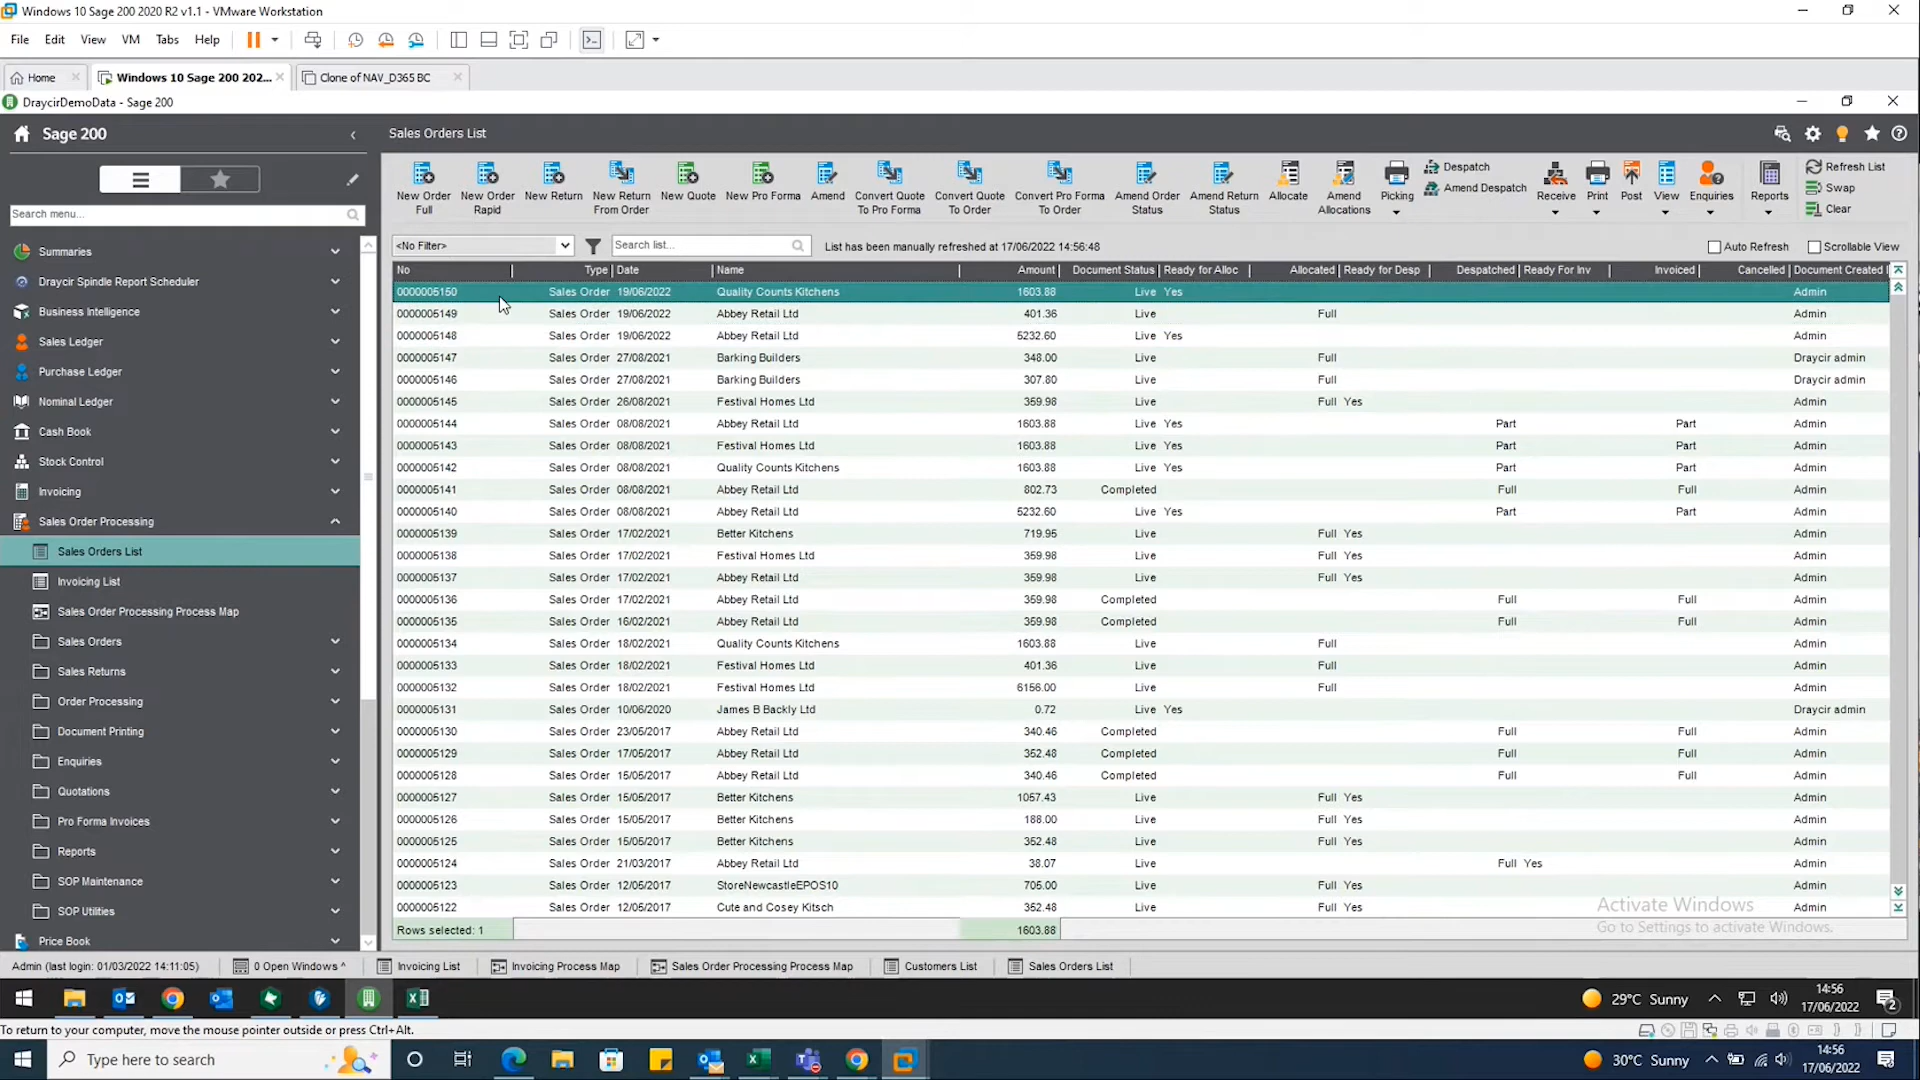 Windows 10 Sage 200 2020 R2 v1.1 - VMware Workstation
File Edit View VM Tabs Help
Home Windows 10 Sage 200 202... Clone of NAV_D365 BC
DraycirDemoData - Sage 200
Sage 200
Sales Orders List
Search menu...
Summaries
Draycir Spindle Report Scheduler
Business Intelligence
Sales Ledger
Purchase Ledger
Nominal Ledger
Cash Book
Stock Control
Invoicing
Sales Order Processing
Sales Orders List
Invoicing List
Sales Order Processing Process Map
Sales Orders
Sales Returns
Order Processing
Document Printing
Enquiries
Quotations
Pro Forma Invoices
Reports
SOP Maintenance
SOP Utilities
Price Book
New Order Full
New Order Rapid
New Return
New Return From Order
New Quote
New Pro Forma
Amend
Convert Quote To Pro Forma
Convert Quote To Order
Convert Pro Forma To Order
Amend Order Status
Amend Return Status
Allocate
Amend Allocations
Picking
Despatch
Amend Despatch
Receive
Print
Post
View
Enquiries
Reports
Refresh List
Swap
Clear
<No Filter> Search list... List has been manually refreshed at 17/06/2022 14:56:48 Auto Refresh Scrollable View
No Type Date Name Amount Document Status Ready for Alloc Allocated Ready for Desp Despatched Ready For Inv Invoiced Cancelled Document Created
0000005150 Sales Order 19/06/2022 Quality Counts Kitchens 1603.88 Live Yes Admin
0000005149 Sales Order 19/06/2022 Abbey Retail Ltd 401.36 Live Full Admin
0000005148 Sales Order 19/06/2022 Abbey Retail Ltd 5232.60 Live Yes Admin
0000005147 Sales Order 27/08/2021 Barking Builders 348.00 Live Full Draycir admin
0000005146 Sales Order 27/08/2021 Barking Builders 307.80 Live Full Draycir admin
0000005145 Sales Order 26/08/2021 Festival Homes Ltd 359.98 Live Full Yes Admin
0000005144 Sales Order 08/08/2021 Abbey Retail Ltd 1603.88 Live Yes Part Part Admin
0000005143 Sales Order 08/08/2021 Festival Homes Ltd 1603.88 Live Yes Part Part Admin
0000005142 Sales Order 08/08/2021 Quality Counts Kitchens 1603.88 Live Yes Part Part Admin
0000005141 Sales Order 08/08/2021 Abbey Retail Ltd 802.73 Completed Full Full Admin
0000005140 Sales Order 08/08/2021 Abbey Retail Ltd 5232.60 Live Yes Part Part Admin
0000005139 Sales Order 17/02/2021 Better Kitchens 719.95 Live Full Yes Admin
0000005138 Sales Order 17/02/2021 Festival Homes Ltd 359.98 Live Full Yes Admin
0000005137 Sales Order 17/02/2021 Abbey Retail Ltd 359.98 Live Full Yes Admin
0000005136 Sales Order 17/02/2021 Abbey Retail Ltd 359.98 Completed Full Full Admin
0000005135 Sales Order 16/02/2021 Abbey Retail Ltd 359.98 Completed Full Full Admin
0000005134 Sales Order 18/02/2021 Quality Counts Kitchens 1603.88 Live Full Admin
0000005133 Sales Order 18/02/2021 Festival Homes Ltd 401.36 Live Full Admin
0000005132 Sales Order 18/02/2021 Festival Homes Ltd 6156.00 Live Full Admin
0000005131 Sales Order 10/06/2020 James B Backly Ltd 0.72 Live Yes Draycir admin
0000005130 Sales Order 23/05/2017 Abbey Retail Ltd 340.46 Completed Full Full Admin
0000005129 Sales Order 17/05/2017 Abbey Retail Ltd 352.48 Completed Full Full Admin
0000005128 Sales Order 15/05/2017 Abbey Retail Ltd 340.46 Completed Full Full Admin
0000005127 Sales Order 15/05/2017 Better Kitchens 1057.43 Live Full Yes Admin
0000005126 Sales Order 15/05/2017 Better Kitchens 188.00 Live Full Yes Admin
0000005125 Sales Order 15/05/2017 Better Kitchens 352.48 Live Full Yes Admin
0000005124 Sales Order 21/03/2017 Abbey Retail Ltd 38.07 Live Full Yes Admin
0000005123 Sales Order 12/05/2017 StoreNewcastleEPOS10 705.00 Live Full Yes Admin
0000005122 Sales Order 12/05/2017 Cute and Cosey Kitsch 352.48 Live Full Yes Admin
Rows selected: 1 1603.88
Activate Windows
Go to Settings to activate Windows.
Admin (last login: 01/03/2022 14:11:05) 0 Open Windows ^ Invoicing List Invoicing Process Map Sales Order Processing Process Map Customers List Sales Orders List
29°C Sunny 14:56
17/06/2022 2
To return to your computer, move the mouse pointer outside or press Ctrl+Alt.
Type here to search 30°C Sunny 14:56
17/06/2022